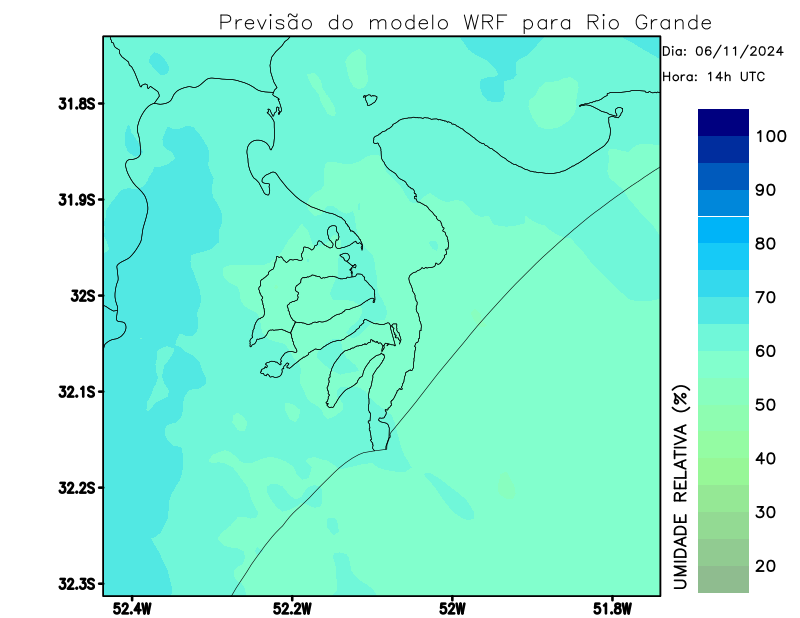 Previsão do modelo WRF para Rio Grande
Dia: 06/11/2024
Hora: 14h UTC
31.8S
31.9S
32S
32.1S
32.2S
32.3S
52.4W
52.2W
52W
51.8W
100
90
80
70
60
50
40
30
20
UMIDADE RELATIVA (%)